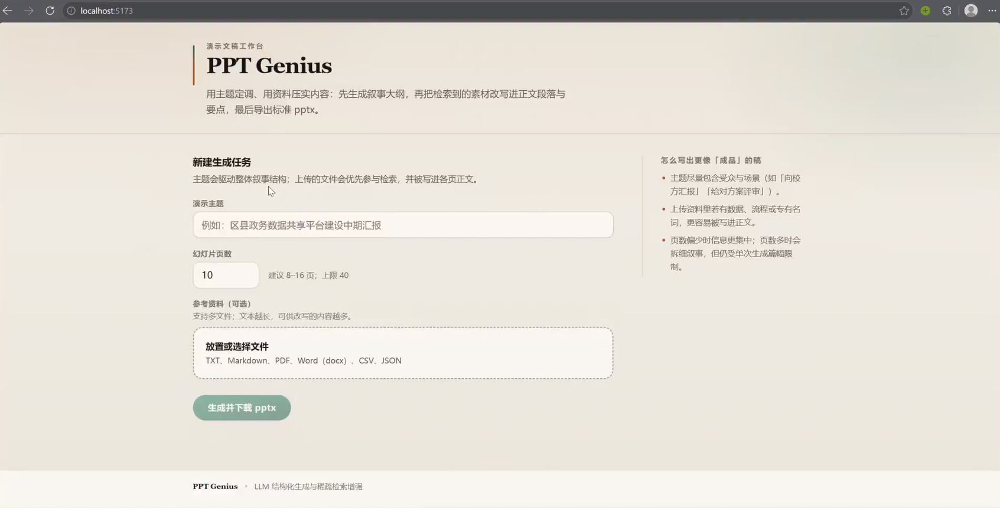 localhost:5173
演示文稿工作台
PPT Genius
用主题定调、用资料压实内容：先生成叙事大纲，再把检索到的素材改写进正文段落与
要点，最后导出标准 pptx。
新建生成任务
主题会驱动整体叙事结构；上传的文件会优先参与检索，并被写进各页正文。
演示主题
例如：区县政务数据共享平台建设中期汇报
幻灯片页数
10
建议 8–16 页；上限 40
参考资料（可选）
支持多文件；文本越长，可供改写的内容越多。
放置或选择文件
TXT、Markdown、PDF、Word（docx）、CSV、JSON
生成并下载 pptx
怎么写出更像「成品」的稿
主题尽量包含受众与场景（如「向校
方汇报」「给对方案评审」）。
上传资料里若有数据、流程或专有名
词，更容易被写进正文。
页数偏少时信息更集中；页数多时会
拆细叙事，但仍受单次生成篇幅限
制。
PPT Genius • LLM 结构化生成与稀疏检索增强